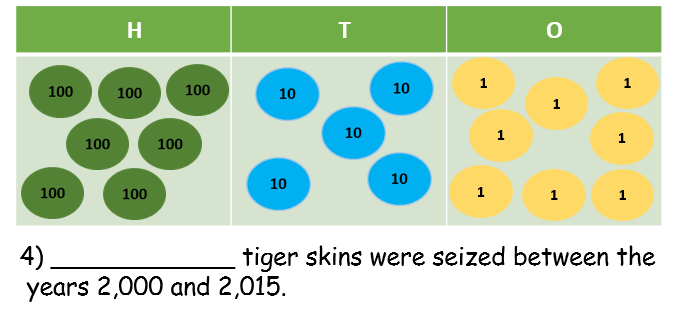 H T O
100 100 100 10 10 1 1 1
100 100 10 1 1
100 100 10 10 1 1 1
4) _____________ tiger skins were seized between the
years 2,000 and 2,015.